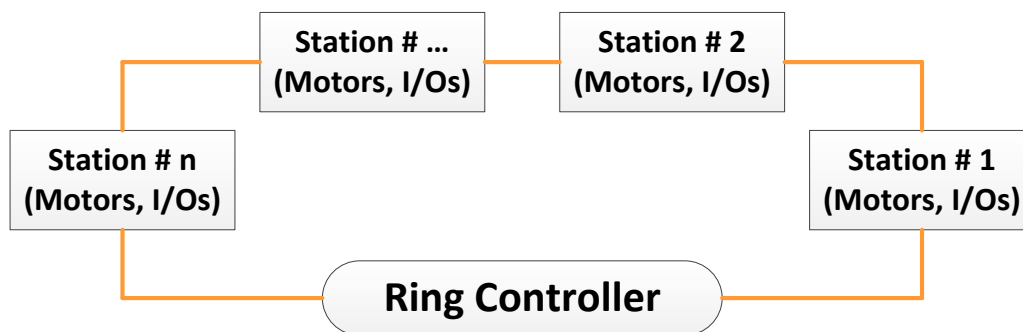 Station # ...
(Motors, I/Os)
Station # 2
(Motors, I/Os)
Station # n
(Motors, I/Os)
Station # 1
(Motors, I/Os)
Ring Controller